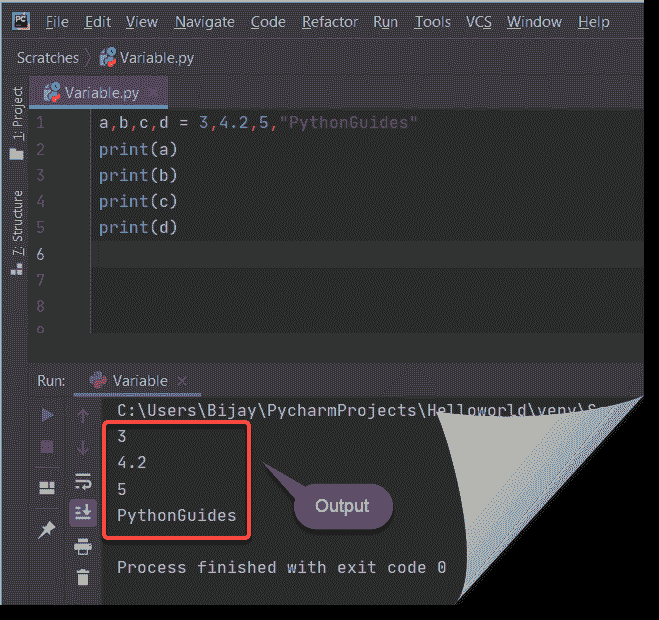 PC File Edit View Navigate Code Refactor Run Tools VCS Window Help
Scratches Variable.py
Variable.py
1: Project
Z: Structure
1 a,b,c,d = 3,4.2,5,"PythonGuides"
2 print(a)
3 print(b)
4 print(c)
5 print(d)
6
7
8
9
Run: Variable
C:\Users\Bijay\PycharmProjects\Helloworld\venv\
3
4.2
5
PythonGuides
Output
Process finished with exit code 0